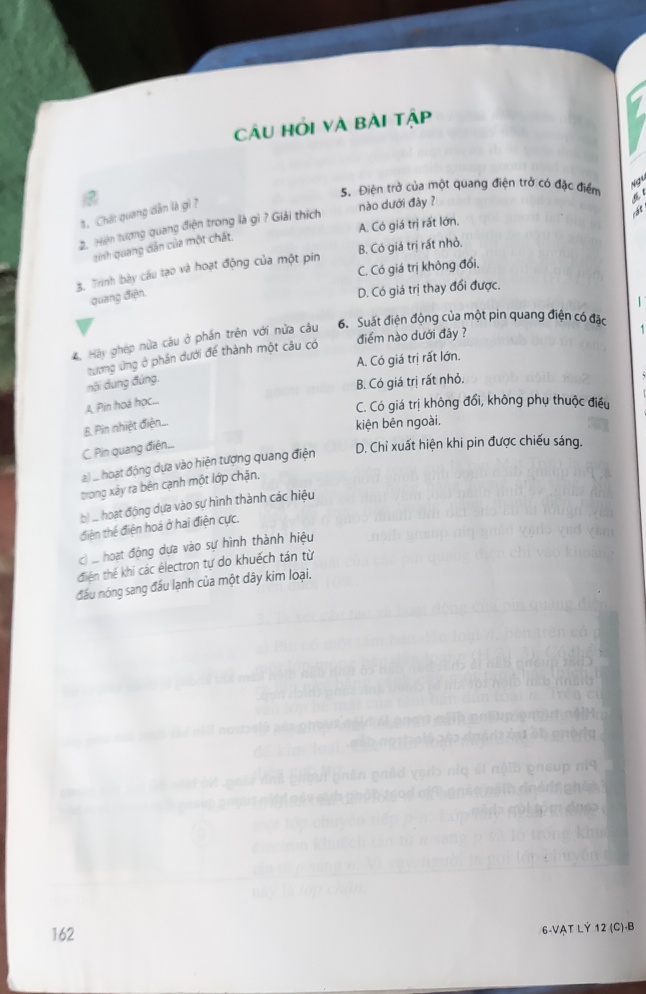 CÂU HỎI VÀ BÀI TẬP
1. Chất quang dẫn là gì ?
2. Hiện tượng quang điện trong là gì ? Giải thích
tính quang dẫn của một chất.
3. Trình bày cấu tạo và hoạt động của một pin
quang điện.
4. Hãy ghép nửa câu ở phần trên với nửa câu
tương ứng ở phần dưới để thành một câu có
nội dung đúng.
A. Pin hoá học...
B. Pin nhiệt điện...
C. Pin quang điện...
a) ... hoạt động dựa vào hiện tượng quang điện
trong xảy ra bên cạnh một lớp chặn.
b) ... hoạt động dựa vào sự hình thành các hiệu
điện thế điện hoá ở hai điện cực.
c) ... hoạt động dựa vào sự hình thành hiệu
điện thế khi các êlectron tự do khuếch tán từ
đầu nóng sang đầu lạnh của một dây kim loại.
5. Điện trở của một quang điện trở có đặc điểm
nào dưới đây ?
A. Có giá trị rất lớn.
B. Có giá trị rất nhỏ.
C. Có giá trị không đổi.
D. Có giá trị thay đổi được.
6. Suất điện động của một pin quang điện có đặc
điểm nào dưới đây ?
A. Có giá trị rất lớn.
B. Có giá trị rất nhỏ.
C. Có giá trị không đổi, không phụ thuộc điều
kiện bên ngoài.
D. Chỉ xuất hiện khi pin được chiếu sáng.
162
6-VẬT LÝ 12 (C)-B